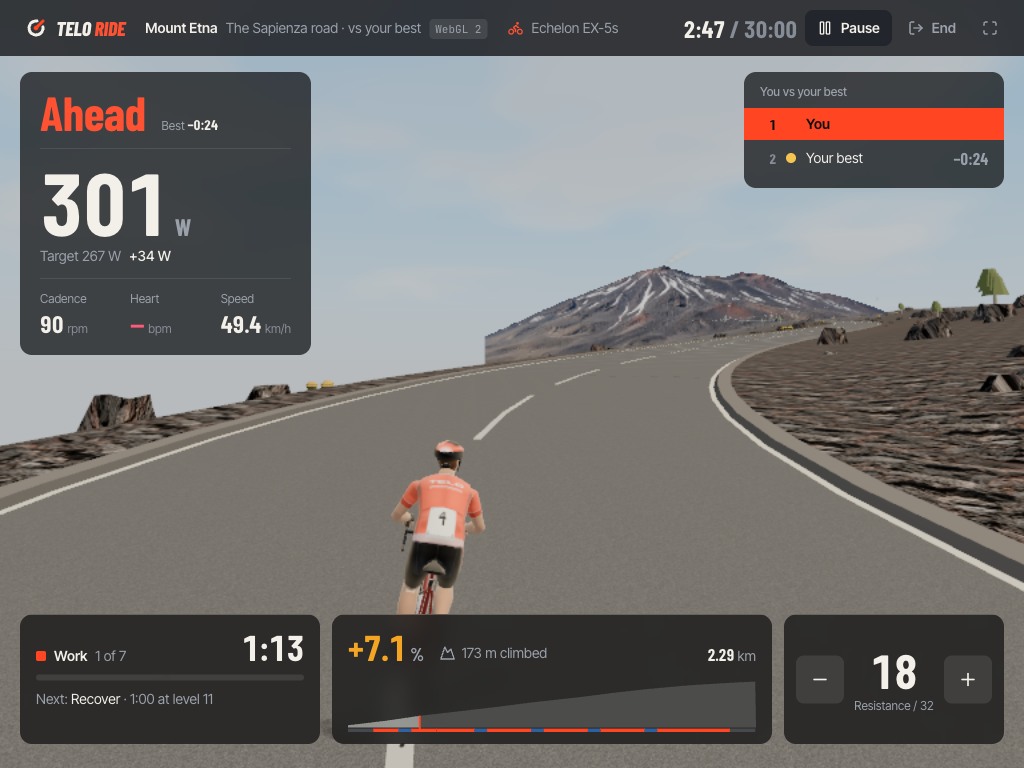 TELO RIDE
Mount Etna The Sapienza road · vs your best WebGL 2 Echelon EX-5s
2:47 / 30:00 Pause End
Ahead Best −0:24
301 W
Target 267 W +34 W
Cadence Heart Speed
90 rpm – bpm 49.4 km/h
You vs your best
1 You
2 Your best −0:24
TELO
4
Work 1 of 7 1:13
Next: Recover · 1:00 at level 11
+7.1 % 173 m climbed 2.29 km
− 18 +
Resistance / 32